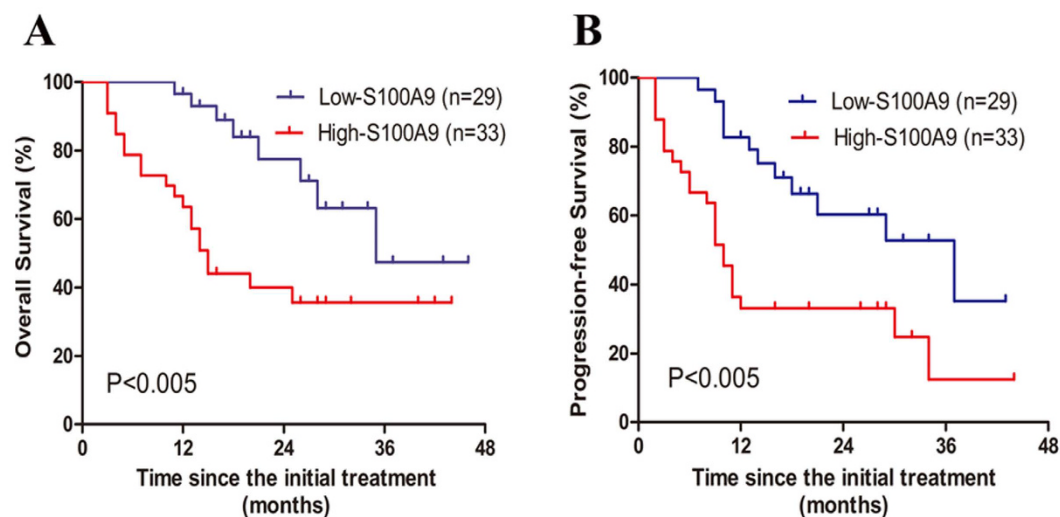 A
Overall Survival (%)
100
80
60
40
20
0
Low-S100A9 (n=29)
High-S100A9 (n=33)
P<0.005
0 12 24 36 48
Time since the initial treatment
(months)
B
Progression-free Survival (%)
100
80
60
40
20
0
Low-S100A9 (n=29)
High-S100A9 (n=33)
P<0.005
0 12 24 36 48
Time since the initial treatment
(months)